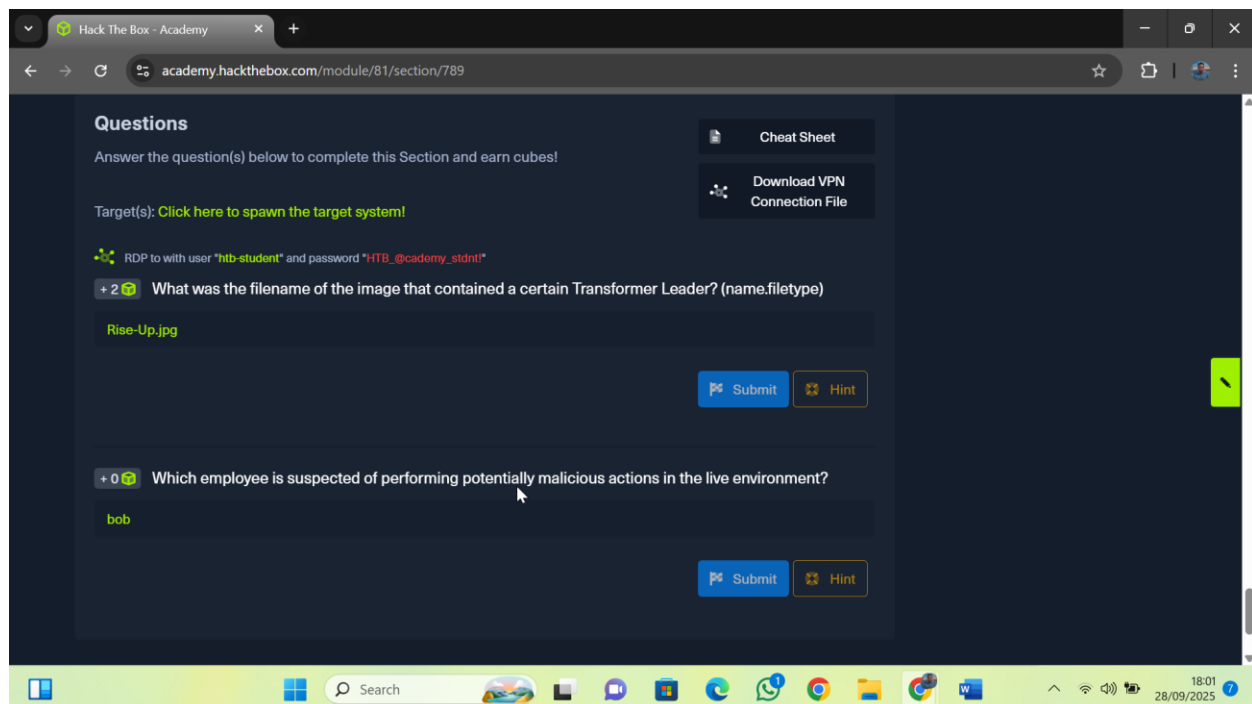 Hack The Box - Academy
academy.hackthebox.com/module/81/section/789
Questions
Answer the question(s) below to complete this Section and earn cubes!
Cheat Sheet
Download VPN
Connection File
Target(s): Click here to spawn the target system!
RDP to with user "htb-student" and password "HTB_@cademy_stdnt!"
+ 2 What was the filename of the image that contained a certain Transformer Leader? (name.filetype)
Rise-Up.jpg
Submit Hint
+ 0 Which employee is suspected of performing potentially malicious actions in the live environment?
bob
Submit Hint
Search
1
W
18:01
28/09/2025
7